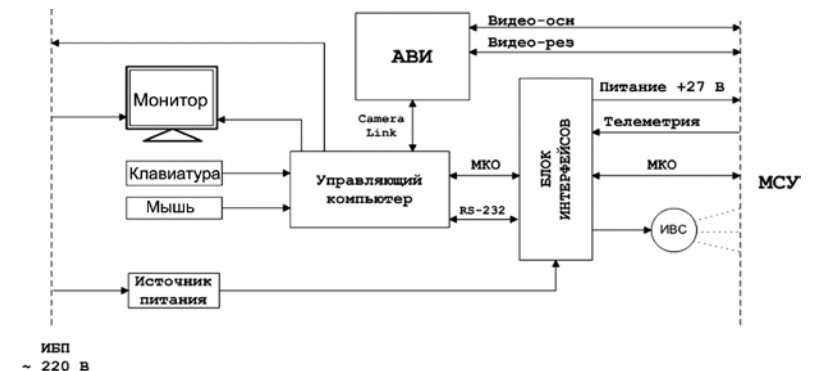 Видео-осн
Видео-рез
АВИ
Монитор
Camera
Link
Питание +27 В
Телеметрия
БЛОК
ИНТЕРФЕЙСОВ
Клавиатура
Управляющий
компьютер
МКО
МКО
МСУ
Мышь
RS-232
ИВС
Источник
питания
ИБП
~ 220 В